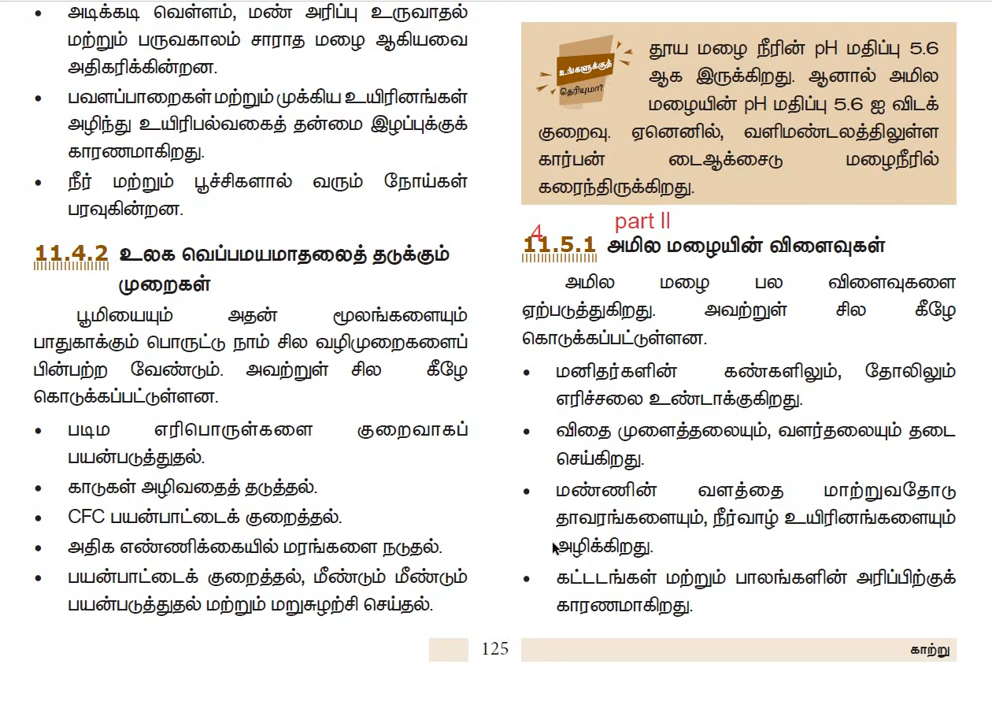 அடிக்கடி வெள்ளம், மண் அரிப்பு உருவாதல்
மற்றும் பருவகாலம் சாராத மழை ஆகியவை
அதிகரிக்கின்றன.
பவளப்பாறைகள் மற்றும் முக்கிய உயிரினங்கள்
அழிந்து உயிரிபல்வகைத் தன்மை இழப்புக்குக்
காரணமாகிறது.
நீர் மற்றும் பூச்சிகளால் வரும் நோய்கள்
பரவுகின்றன.
11.4.2 உலக வெப்பமயமாதலைத் தடுக்கும்
முறைகள்
பூமியையும் அதன் மூலங்களையும்
பாதுகாக்கும் பொருட்டு நாம் சில வழிமுறைகளைப்
பின்பற்ற வேண்டும். அவற்றுள் சில கீழே
கொடுக்கப்பட்டுள்ளன.
படிம எரிபொருள்களை குறைவாகப்
பயன்படுத்துதல்.
காடுகள் அழிவதைத் தடுத்தல்.
CFC பயன்பாட்டைக் குறைத்தல்.
அதிக எண்ணிக்கையில் மரங்களை நடுதல்.
பயன்பாட்டைக் குறைத்தல், மீண்டும் மீண்டும்
பயன்படுத்துதல் மற்றும் மறுசுழற்சி செய்தல்.
உங்களுக்குத்
தெரியுமா?
தூய மழை நீரின் pH மதிப்பு 5.6
ஆக இருக்கிறது. ஆனால் அமில
மழையின் pH மதிப்பு 5.6 ஐ விடக்
குறைவு. ஏனெனில், வளிமண்டலத்திலுள்ள
கார்பன் டைஆக்சைடு மழைநீரில்
கரைந்திருக்கிறது.
4 part II
11.5.1 அமில மழையின் விளைவுகள்
அமில மழை பல விளைவுகளை
ஏற்படுத்துகிறது. அவற்றுள் சில கீழே
கொடுக்கப்பட்டுள்ளன.
மனிதர்களின் கண்களிலும், தோலிலும்
எரிச்சலை உண்டாக்குகிறது.
விதை முளைத்தலையும், வளர்தலையும் தடை
செய்கிறது.
மண்ணின் வளத்தை மாற்றுவதோடு
தாவரங்களையும், நீர்வாழ் உயிரினங்களையும்
அழிக்கிறது.
கட்டடங்கள் மற்றும் பாலங்களின் அரிப்பிற்குக்
காரணமாகிறது.
125
காற்று